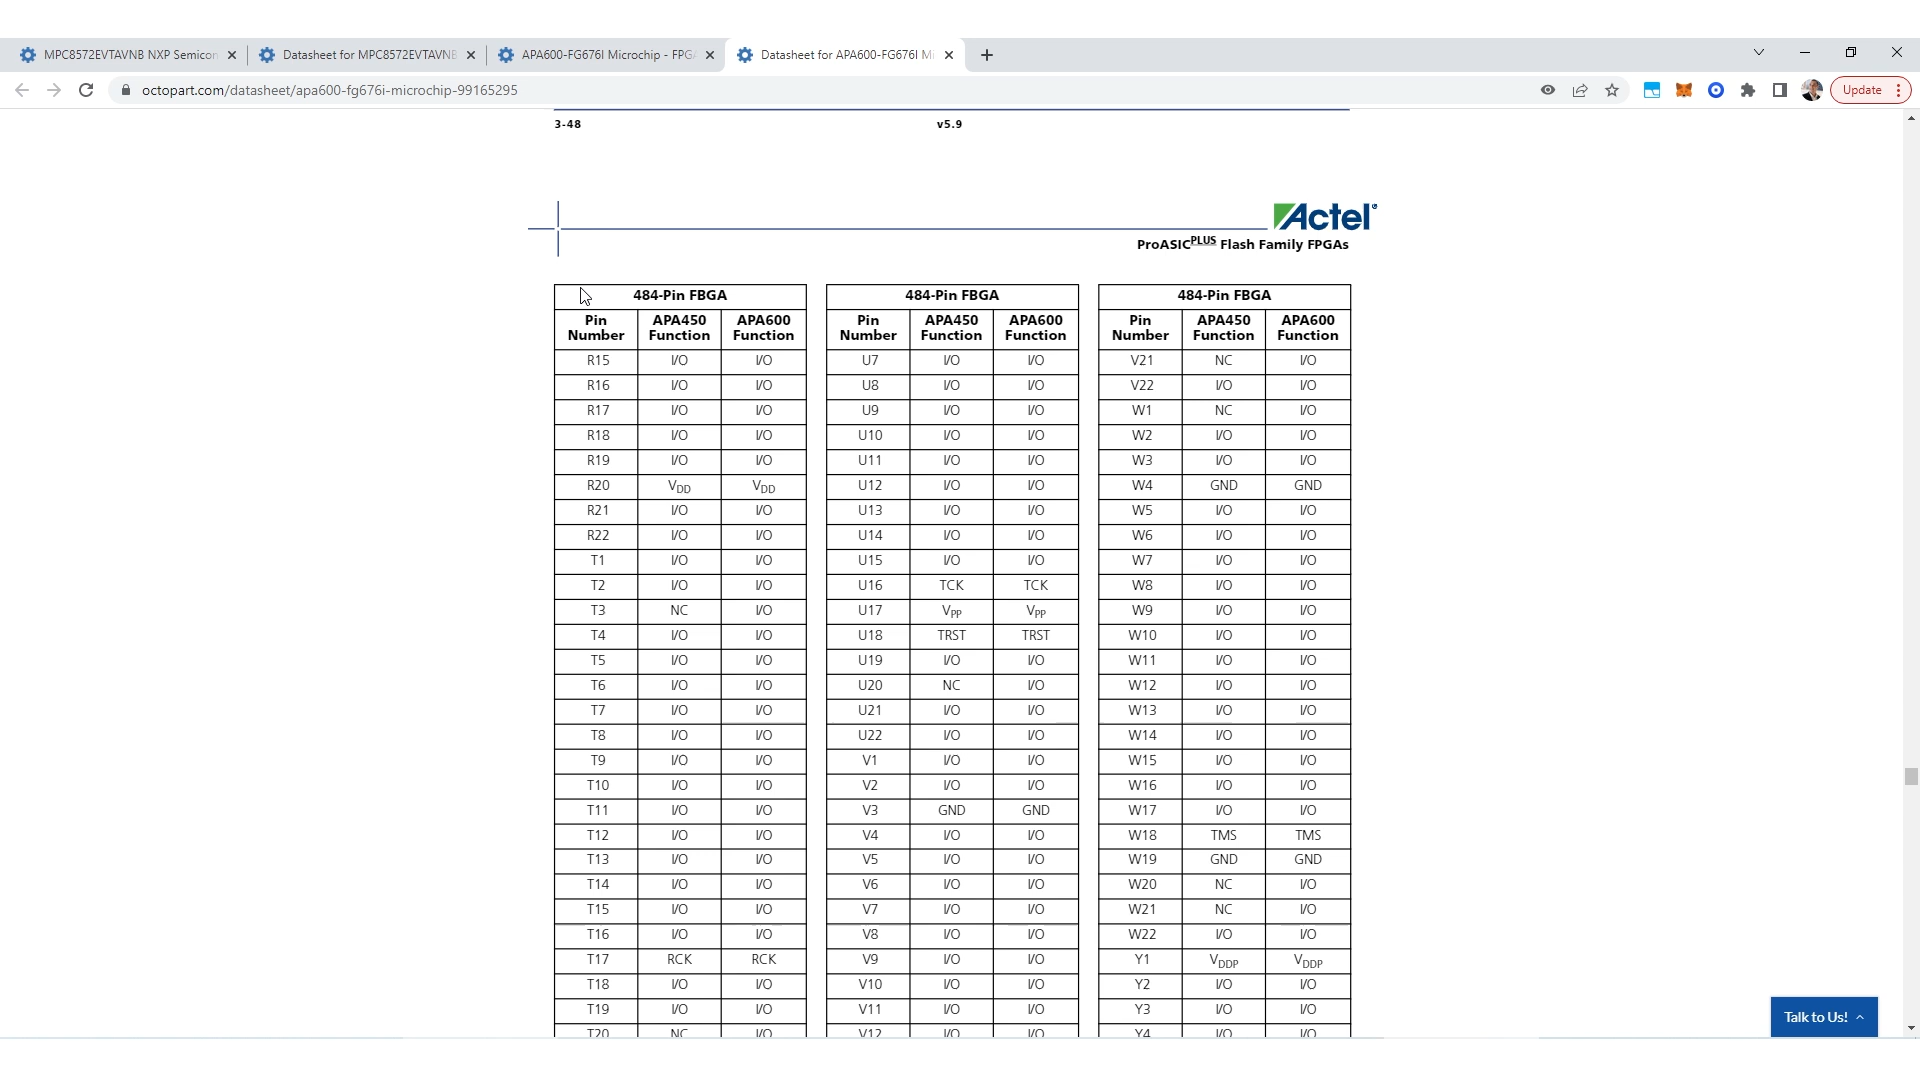 MPC8572EVTAVNB NXP Semicon
Datasheet for MPC8572EVTAVNB
APA600-FG676I Microchip - FPGA
Datasheet for APA600-FG676I Mi
octopart.com/datasheet/apa600-fg676i-microchip-99165295
Update
3-48 v5.9
Actel®
ProASICPLUS Flash Family FPGAs
484-Pin FBGA 484-Pin FBGA 484-Pin FBGA
Pin Number APA450 Function APA600 Function Pin Number APA450 Function APA600 Function Pin Number APA450 Function APA600 Function
R15 I/O I/O U7 I/O I/O V21 NC I/O
R16 I/O I/O U8 I/O I/O V22 I/O I/O
R17 I/O I/O U9 I/O I/O W1 NC I/O
R18 I/O I/O U10 I/O I/O W2 I/O I/O
R19 I/O I/O U11 I/O I/O W3 I/O I/O
R20 VDD VDD U12 I/O I/O W4 GND GND
R21 I/O I/O U13 I/O I/O W5 I/O I/O
R22 I/O I/O U14 I/O I/O W6 I/O I/O
T1 I/O I/O U15 I/O I/O W7 I/O I/O
T2 I/O I/O U16 TCK TCK W8 I/O I/O
T3 NC I/O U17 VPP VPP W9 I/O I/O
T4 I/O I/O U18 TRST TRST W10 I/O I/O
T5 I/O I/O U19 I/O I/O W11 I/O I/O
T6 I/O I/O U20 NC I/O W12 I/O I/O
T7 I/O I/O U21 I/O I/O W13 I/O I/O
T8 I/O I/O U22 I/O I/O W14 I/O I/O
T9 I/O I/O V1 I/O I/O W15 I/O I/O
T10 I/O I/O V2 I/O I/O W16 I/O I/O
T11 I/O I/O V3 GND GND W17 I/O I/O
T12 I/O I/O V4 I/O I/O W18 TMS TMS
T13 I/O I/O V5 I/O I/O W19 GND GND
T14 I/O I/O V6 I/O I/O W20 NC I/O
T15 I/O I/O V7 I/O I/O W21 NC I/O
T16 I/O I/O V8 I/O I/O W22 I/O I/O
T17 RCK RCK V9 I/O I/O Y1 VDDP VDDP
T18 I/O I/O V10 I/O I/O Y2 I/O I/O
T19 I/O I/O V11 I/O I/O Y3 I/O I/O
T20 NC I/O V12 I/O I/O Y4 I/O I/O
Talk to Us!